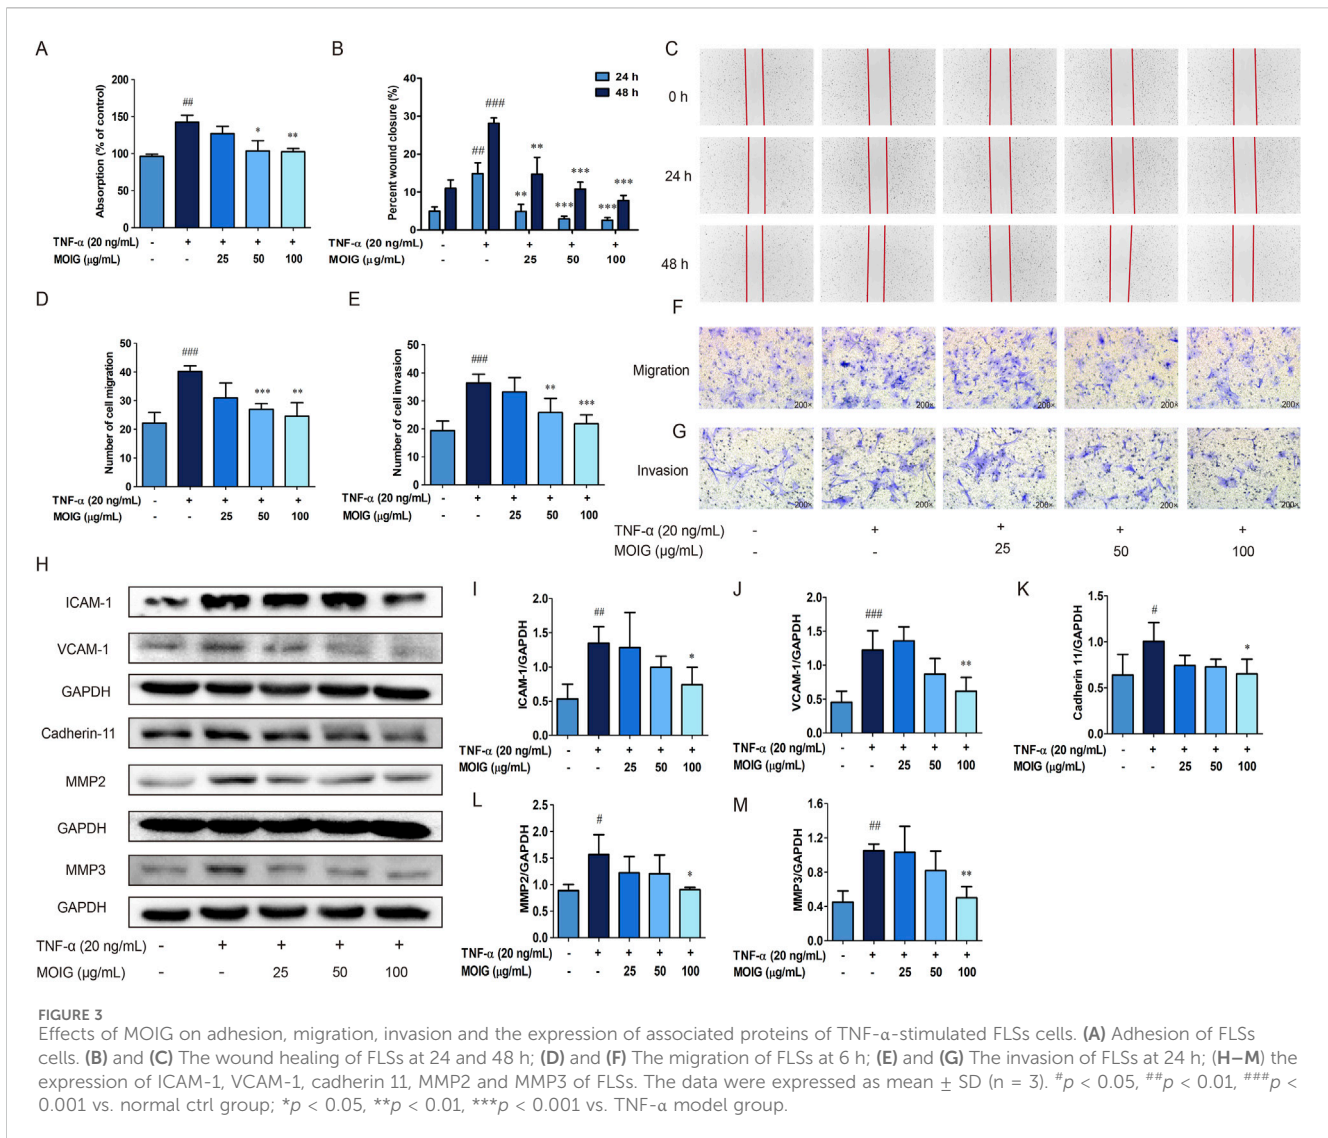 A
Absorption (% of control)
200
150
100
50
0
##
*
**
TNF-α (20 ng/mL) - + + + +
MOIG (μg/mL) - - 25 50 100
B
Percent wound closure (%)
40
30
20
10
0
24 h
48 h
##
###
**
**
***
***
***
***
TNF-α (20 ng/mL) - + + + +
MOIG (μg/mL) - - 25 50 100
C
0 h
24 h
48 h
D
Number of cell migration
50
40
30
20
10
0
###
***
**
TNF-α (20 ng/mL) - + + + +
MOIG (μg/mL) - - 25 50 100
E
Number of cell invasion
50
40
30
20
10
0
###
**
***
TNF-α (20 ng/mL) - + + + +
MOIG (μg/mL) - - 25 50 100
F
Migration
200× 200× 200× 200× 200×
G
Invasion
200× 200× 200× 200× 200×
TNF-α (20 ng/mL) - + + + +
MOIG (μg/mL) - - 25 50 100
H
ICAM-1
VCAM-1
GAPDH
Cadherin-11
MMP2
GAPDH
MMP3
GAPDH
TNF-α (20 ng/mL) - + + + +
MOIG (μg/mL) - - 25 50 100
I
ICAM-1/GAPDH
2.0
1.5
1.0
0.5
0.0
##
*
TNF-α (20 ng/mL) - + + + +
MOIG (μg/mL) - - 25 50 100
J
VCAM-1/GAPDH
2.0
1.5
1.0
0.5
0.0
###
**
TNF-α (20 ng/mL) - + + + +
MOIG (μg/mL) - - 25 50 100
K
Cadherin 11/GAPDH
1.5
1.0
0.5
0.0
#
*
TNF-α (20 ng/mL) - + + + +
MOIG (μg/mL) - - 25 50 100
L
MMP2/GAPDH
2.5
2.0
1.5
1.0
0.5
0.0
#
*
TNF-α (20 ng/mL) - + + + +
MOIG (μg/mL) - - 25 50 100
M
MMP3/GAPDH
1.6
1.2
0.8
0.4
0.0
##
**
TNF-α (20 ng/mL) - + + + +
MOIG (μg/mL) - - 25 50 100
FIGURE 3
Effects of MOIG on adhesion, migration, invasion and the expression of associated proteins of TNF-α-stimulated FLSs cells. (A) Adhesion of FLSs
cells. (B) and (C) The wound healing of FLSs at 24 and 48 h; (D) and (F) The migration of FLSs at 6 h; (E) and (G) The invasion of FLSs at 24 h; (H–M) the
expression of ICAM-1, VCAM-1, cadherin 11, MMP2 and MMP3 of FLSs. The data were expressed as mean ± SD (n = 3). #p < 0.05, ##p < 0.01, ###p <
0.001 vs. normal ctrl group; *p < 0.05, **p < 0.01, ***p < 0.001 vs. TNF-α model group.